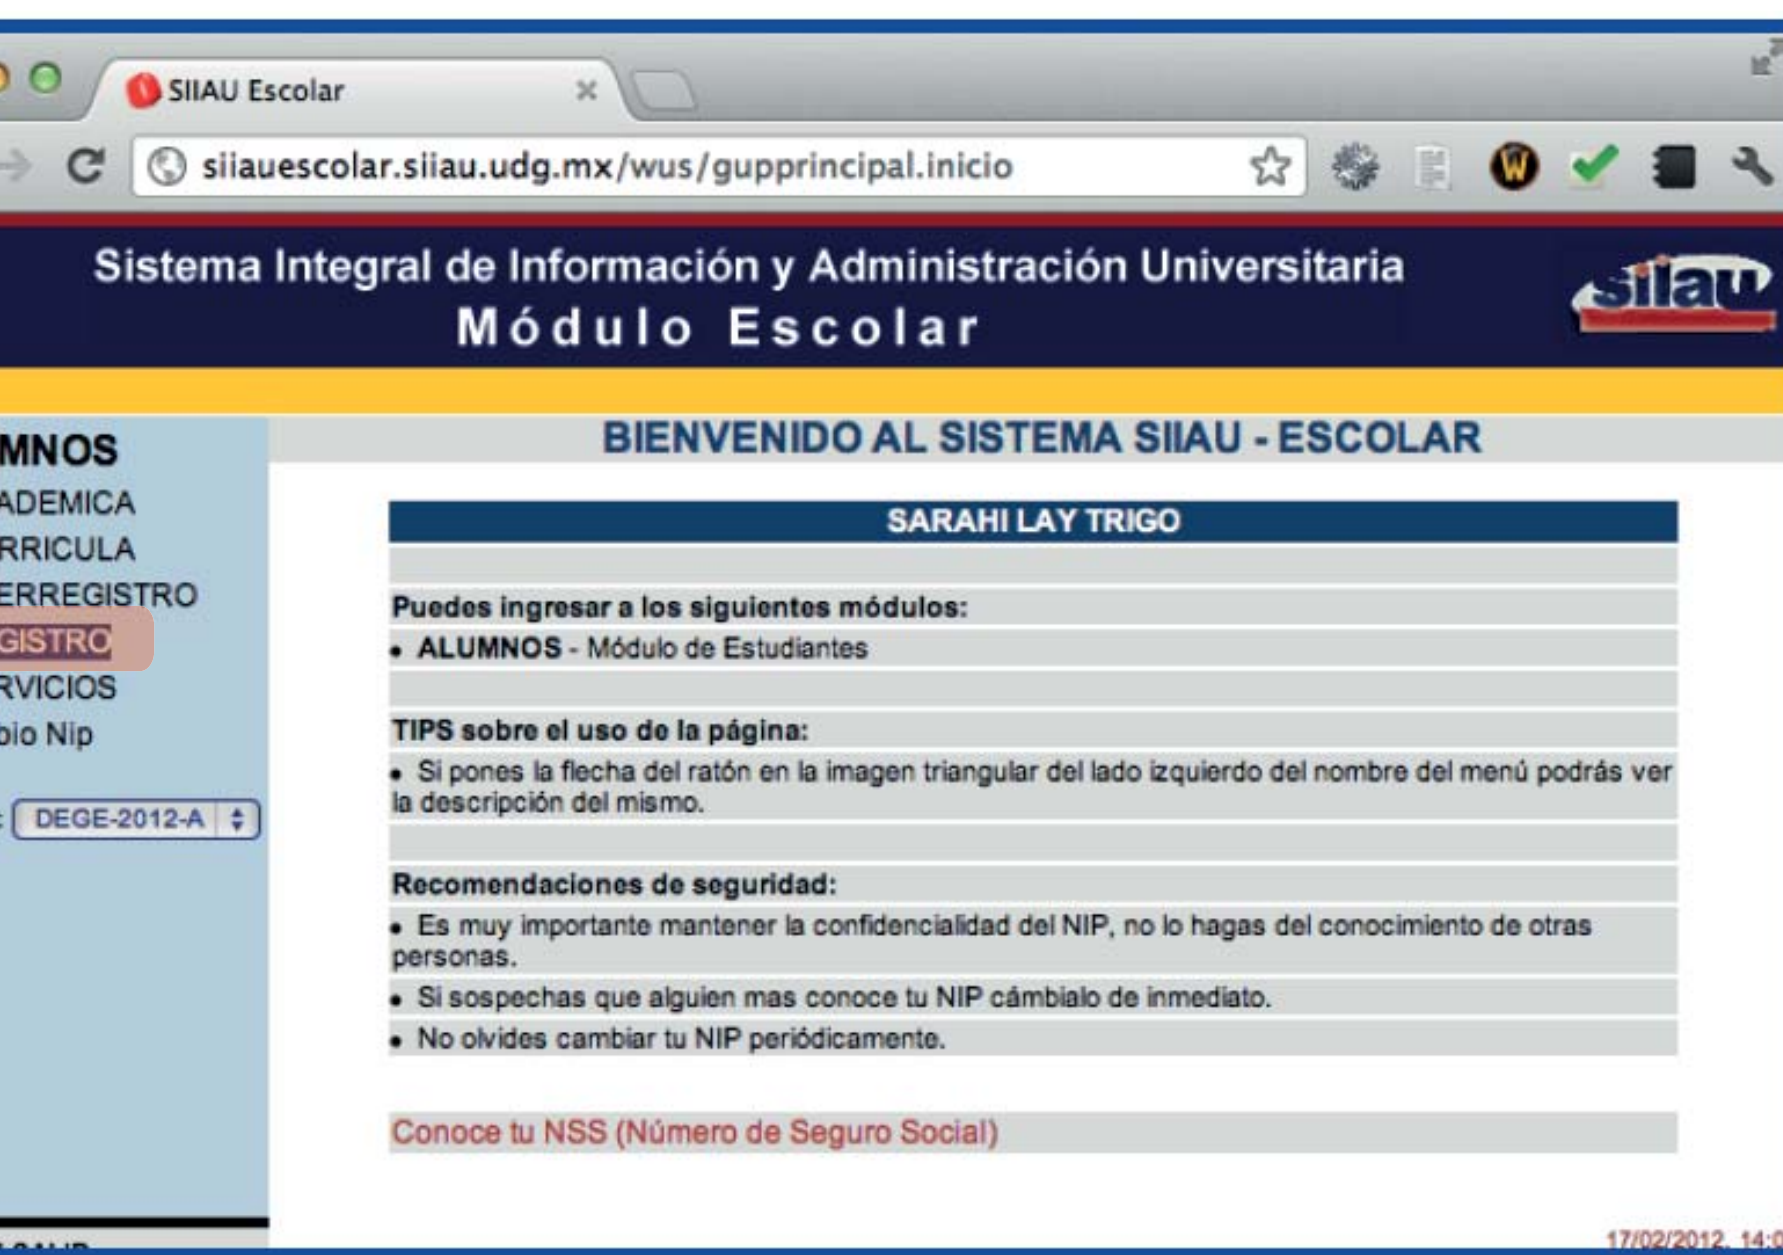 SIIAU Escolar
siiauescolar.siiau.udg.mx/wus/gupprincipal.inicio
Sistema Integral de Información y Administración Universitaria
Módulo Escolar
siiau
MNOS
ADEMICA
RRICULA
ERREGISTRO
GISTRO
RVICIOS
bio Nip
: DEGE-2012-A
BIENVENIDO AL SISTEMA SIIAU - ESCOLAR
SARAHI LAY TRIGO
Puedes ingresar a los siguientes módulos:
• ALUMNOS - Módulo de Estudiantes
TIPS sobre el uso de la página:
• Si pones la flecha del ratón en la imagen triangular del lado izquierdo del nombre del menú podrás ver
la descripción del mismo.
Recomendaciones de seguridad:
• Es muy importante mantener la confidencialidad del NIP, no lo hagas del conocimiento de otras
personas.
• Si sospechas que alguien mas conoce tu NIP cámbialo de inmediato.
• No olvides cambiar tu NIP periódicamente.
Conoce tu NSS (Número de Seguro Social)
17/02/2012, 14:0